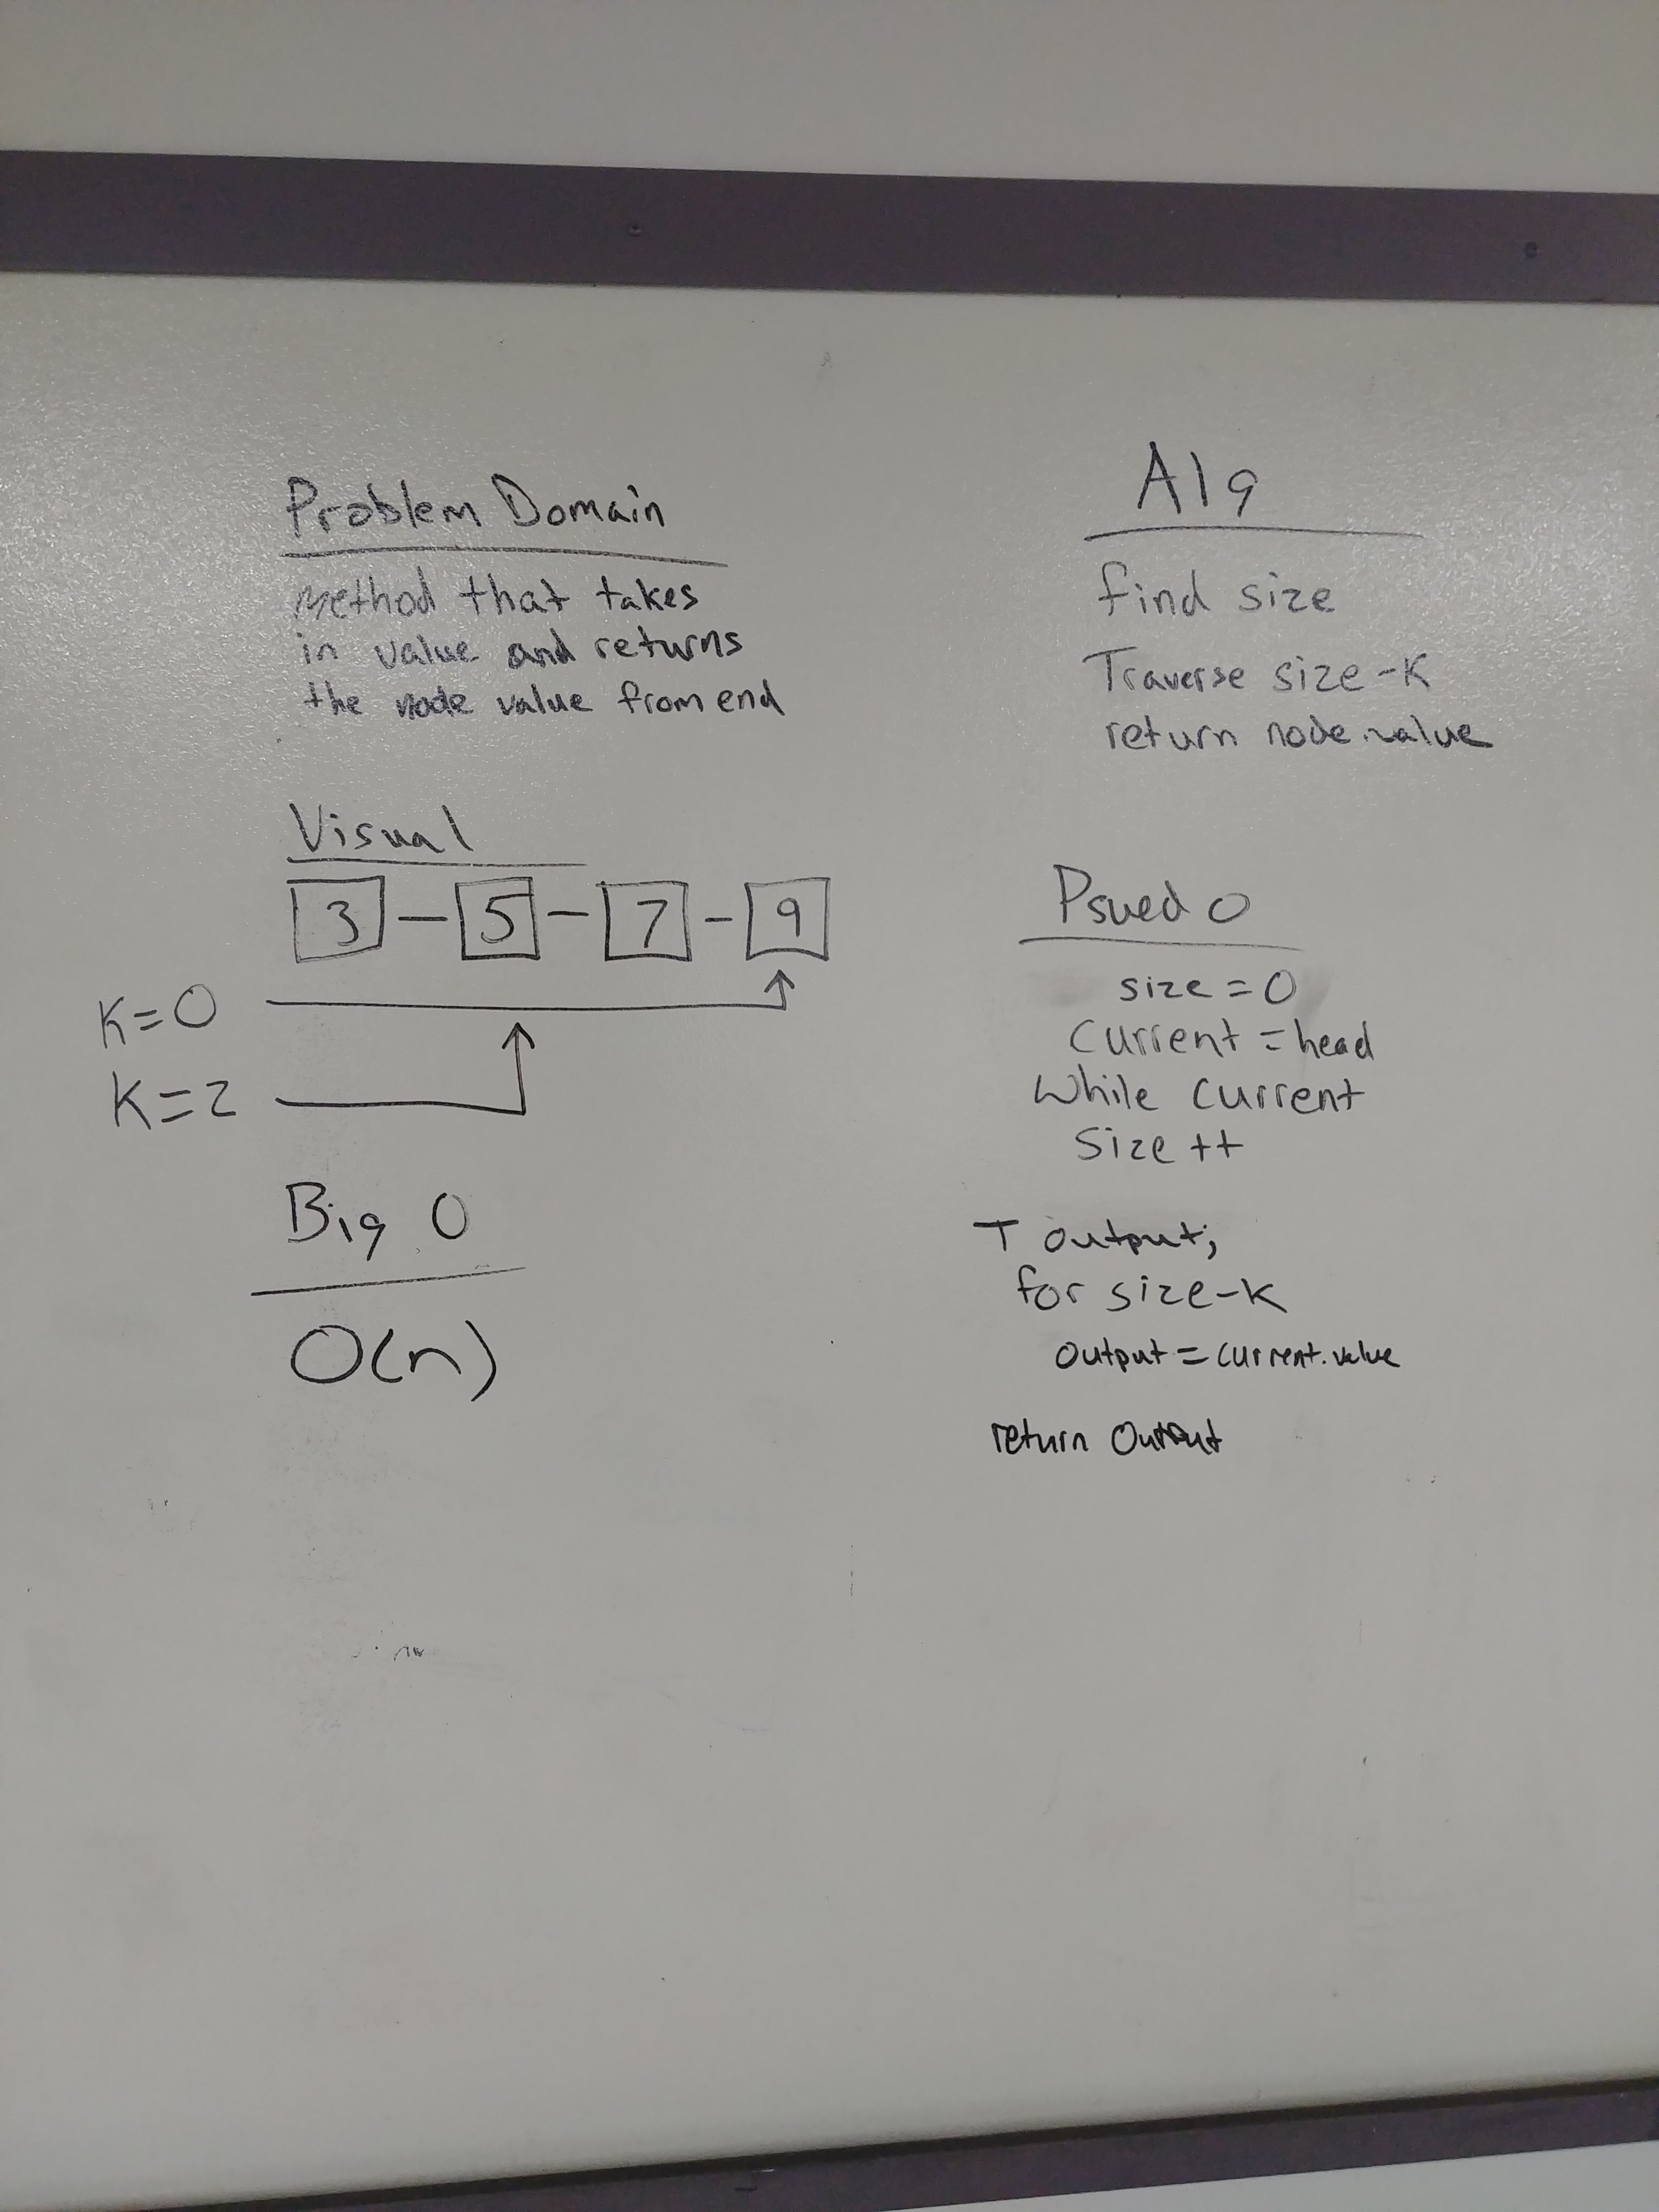 Problem Domain
Method that takes
in value and returns
the node value from end
Visual
3 - 5 - 7 - 9
K=0
K=2
Big O
O(n)
Alg
find size
Traverse size-K
return node.value
Psuedo
size=0
Current = head
While current
Size ++
T output;
for size-k
output = current.value
return Output